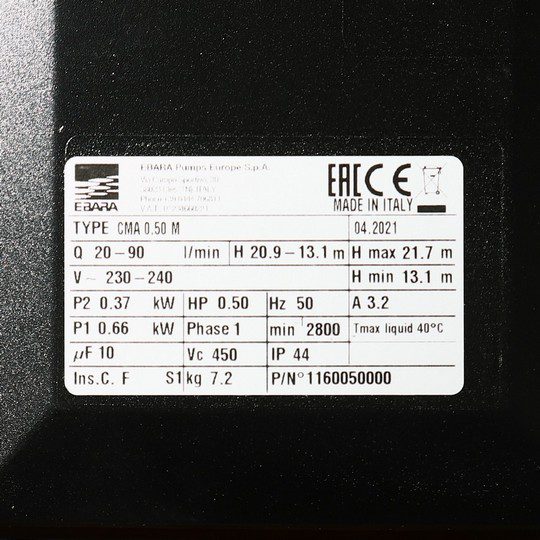 EBARA Pumps Europe S.p.A.
EBARA
EAC CE
MADE IN ITALY
TYPE CMA 0.50 M 04.2021
Q 20-90 l/min H 20.9-13.1 m H max 21.7 m
V ~ 230-240 H min 13.1 m
P2 0.37 kW HP 0.50 Hz 50 A 3.2
P1 0.66 kW Phase 1 min 2800 Tmax liquid 40°C
µF 10 Vc 450 IP 44
Ins.C. F S1 kg 7.2 P/N° 1160050000